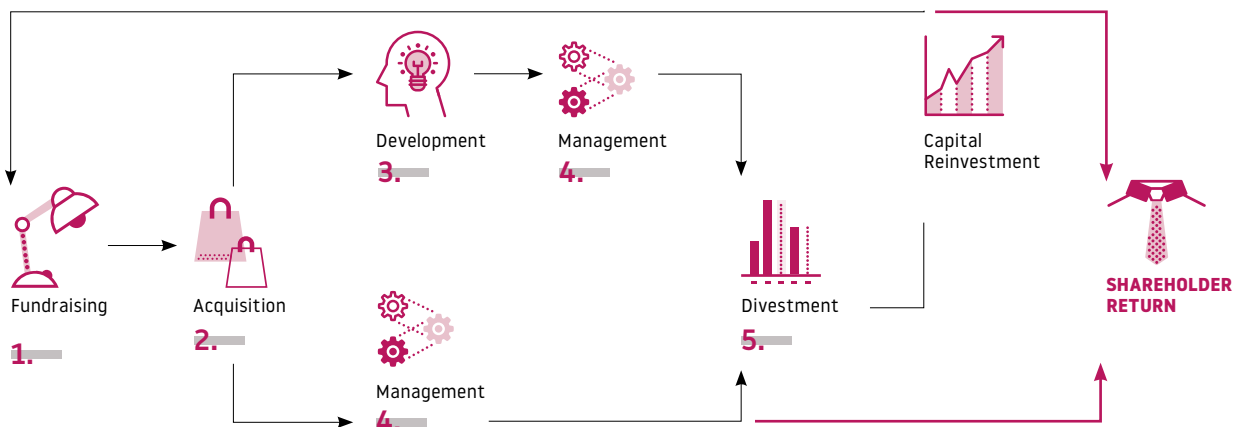 Development
3.
Management
4.
Capital
Reinvestment
Fundraising
1.
Acquisition
2.
Management
4.
Divestment
5.
SHAREHOLDER
RETURN